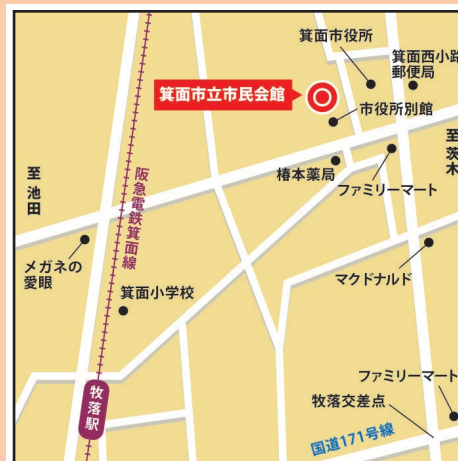 箕面市役所
箕面西小路
郵便局
箕面市立市民会館
市役所別館
至茨木
椿本薬局
ファミリーマート
至池田
阪急電鉄箕面線
メガネの
愛眼
箕面小学校
マクドナルド
牧落駅
ファミリーマート
牧落交差点
国道171号線